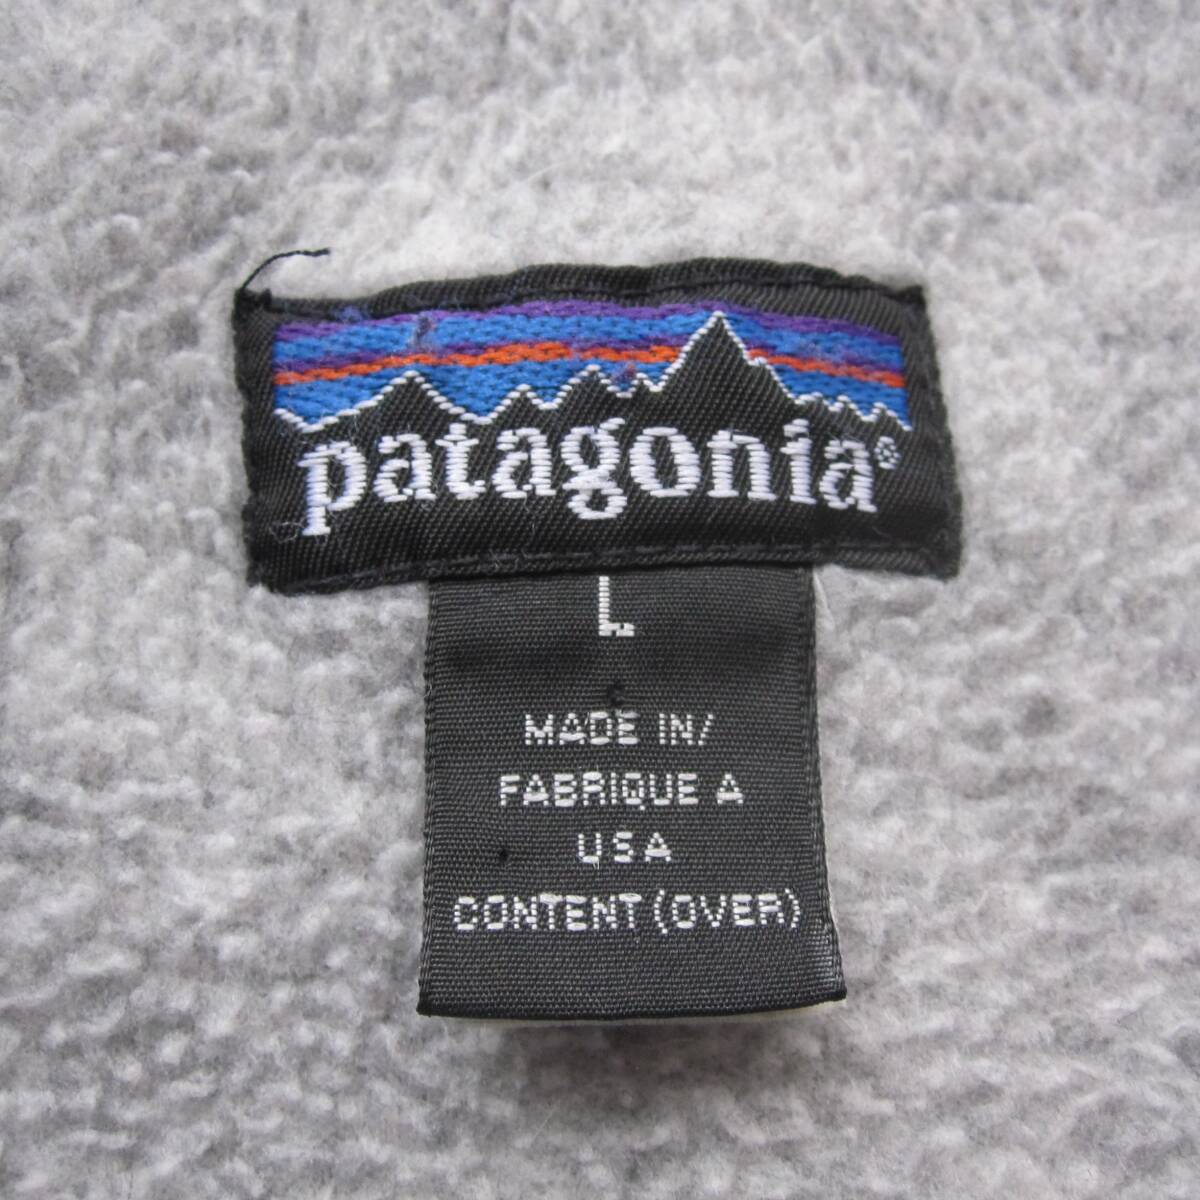 patagonia®
L
MADE IN/
FABRIQUE A
USA
CONTENT (OVER)